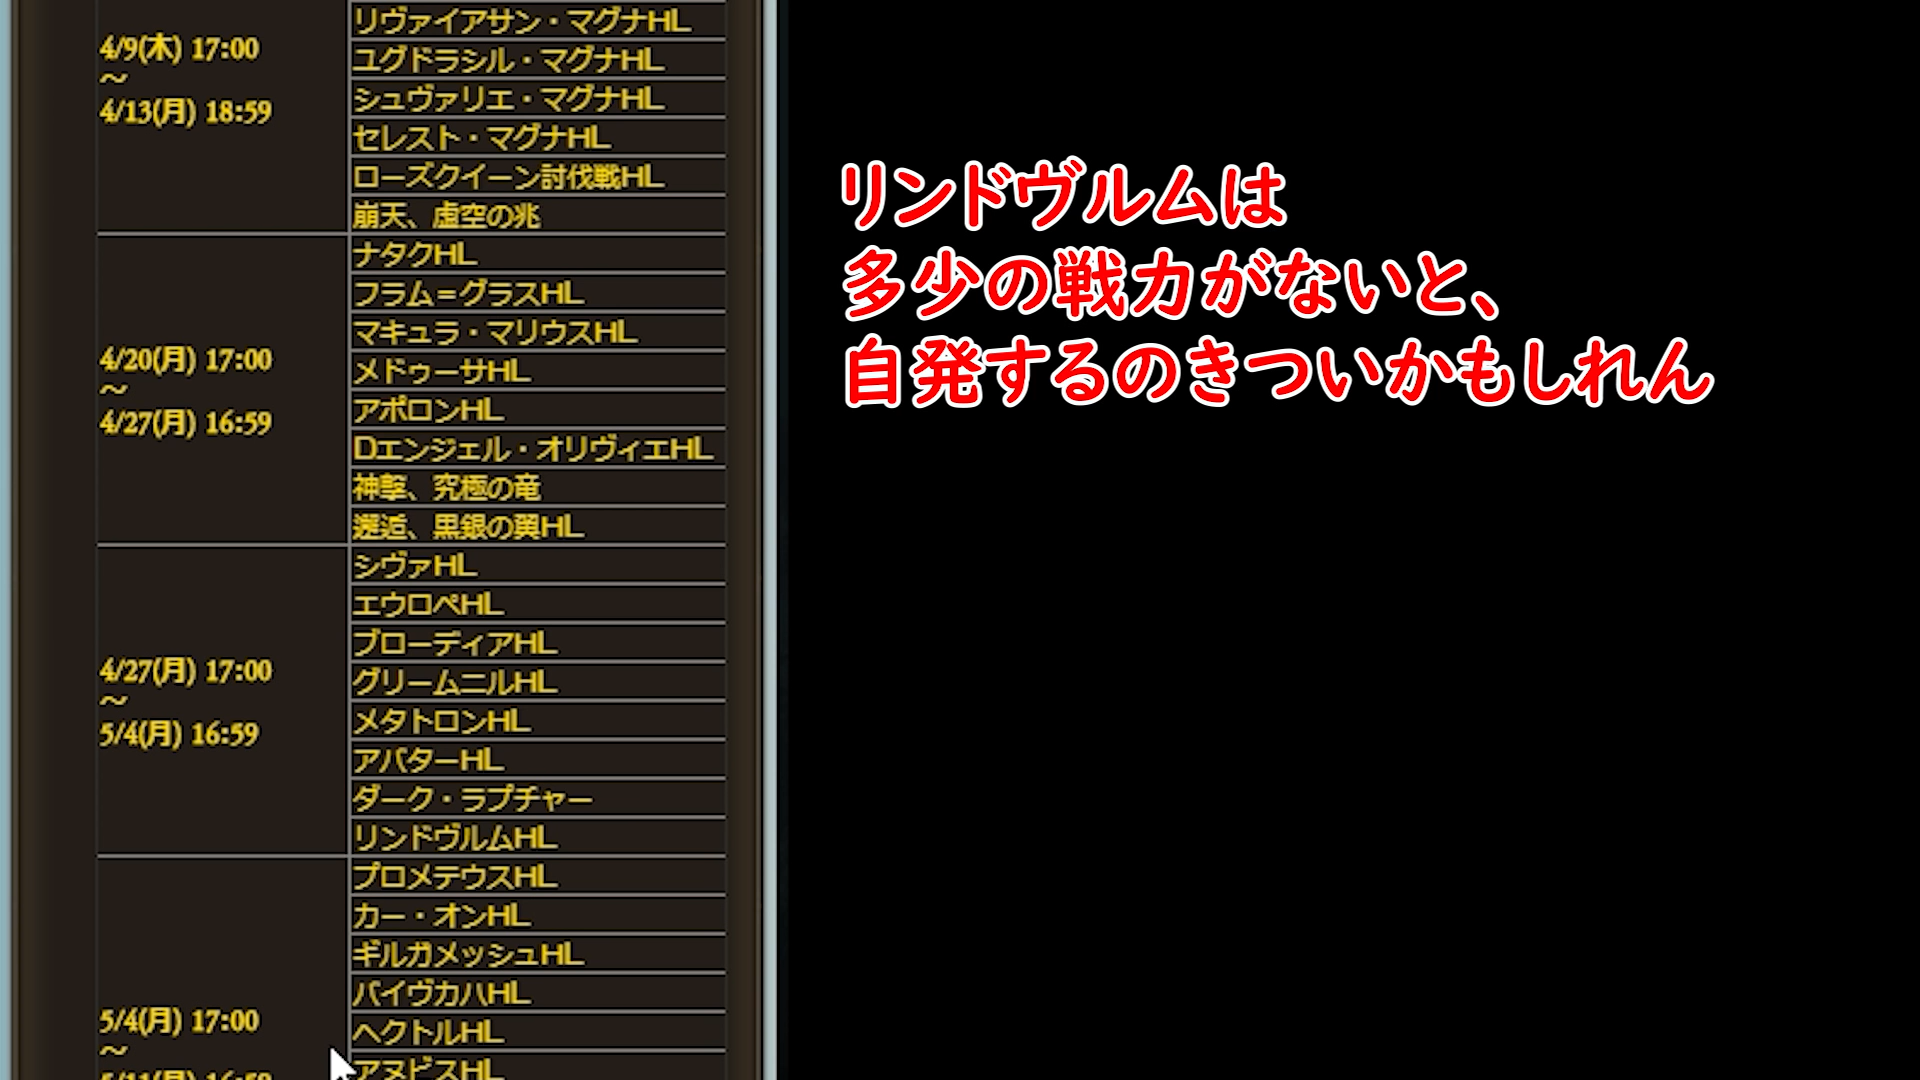 4/9(木) 17:00
～
4/13(月) 18:59
リヴァイアサン・マグナHL
ユグドラシル・マグナHL
シュヴァリエ・マグナHL
セレスト・マグナHL
ローズクイーン討伐戦HL
崩天、虚空の兆
4/20(月) 17:00
～
4/27(月) 16:59
ナタクHL
フラム=グラスHL
マキュラ・マリウスHL
メドゥーサHL
アポロンHL
Dエンジェル・オリヴィエHL
神撃、究極の竜
邂逅、黒銀の翼HL
4/27(月) 17:00
～
5/4(月) 16:59
シヴァHL
エウロペHL
ブローディアHL
グリームニルHL
メタトロンHL
アバターHL
ダーク・ラプチャー
リンドヴルムHL
5/4(月) 17:00
～
5/11(月) 16:59
プロメテウスHL
カー・オンHL
ギルガメッシュHL
バイヴカハHL
ヘクトルHL
アヌビスHL
リンドヴルムは
多少の戦力がないと、
自発するのきついかもしれん